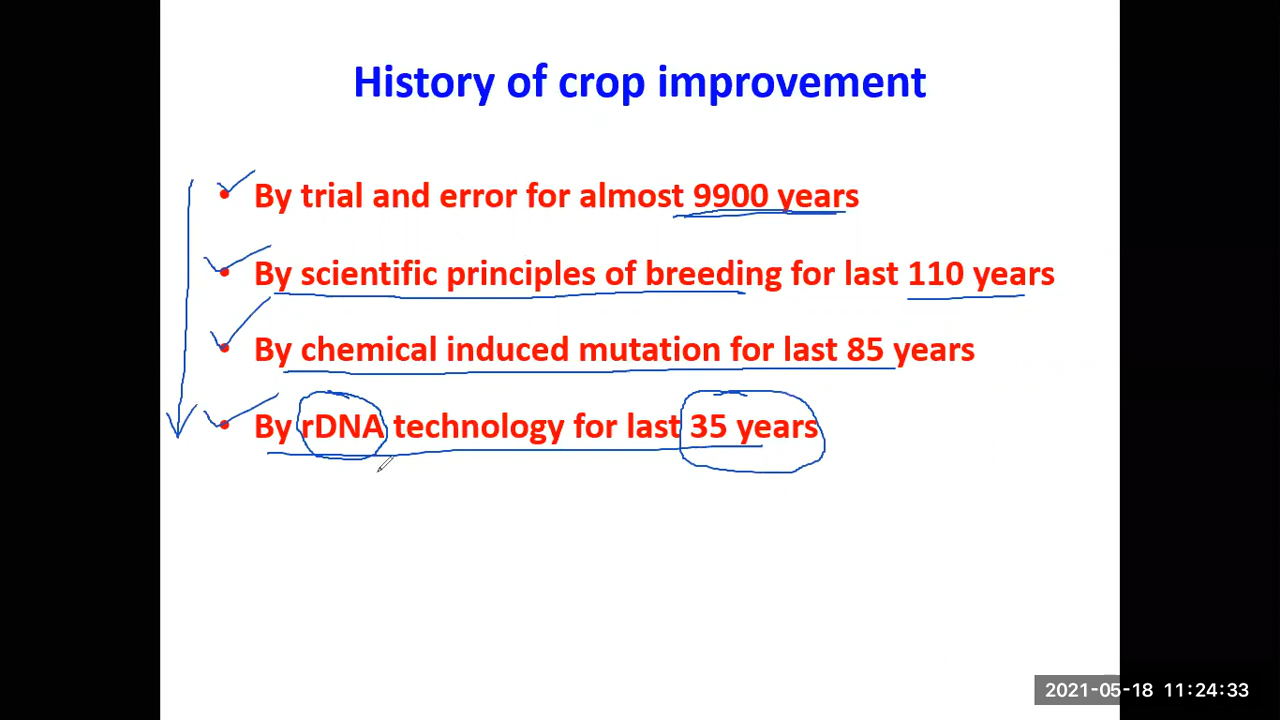 History of crop improvement
• By trial and error for almost 9900 years
• By scientific principles of breeding for last 110 years
• By chemical induced mutation for last 85 years
• By rDNA technology for last 35 years
2021-05-18 11:24:33